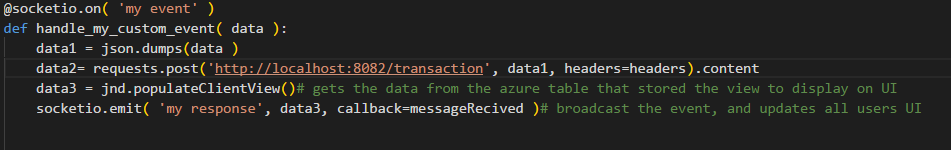 @socketio.on( 'my event' )
def handle_my_custom_event( data ):
    data1 = json.dumps(data )
    data2= requests.post('http://localhost:8082/transaction', data1, headers=headers).content
    data3 = jnd.populateClientView()# gets the data from the azure table that stored the view to display on UI
    socketio.emit( 'my response', data3, callback=messageRecived )# broadcast the event, and updates all users UI